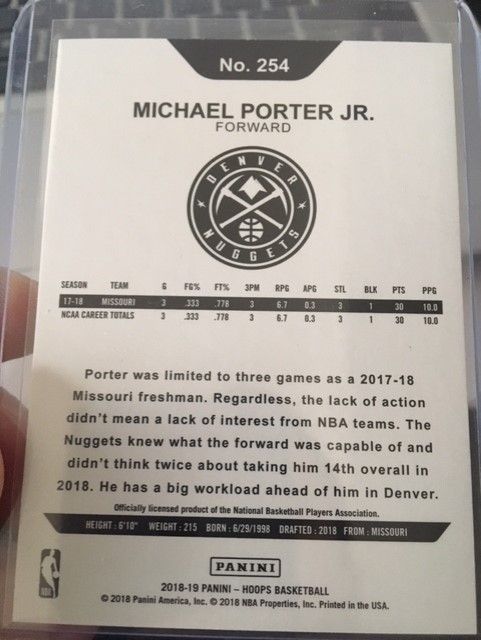 No. 254
MICHAEL PORTER JR.
FORWARD
DENVER
NUGGETS
SEASON TEAM G FG% FT% 3PM RPG APG STL BLK PTS PPG
17-18 MISSOURI 3 .333 .778 3 6.7 0.3 3 1 30 10.0
NCAA CAREER TOTALS 3 .333 .778 3 6.7 0.3 3 1 30 10.0
Porter was limited to three games as a 2017-18
Missouri freshman. Regardless, the lack of action
didn't mean a lack of interest from NBA teams. The
Nuggets knew what the forward was capable of and
didn't think twice about taking him 14th overall in
2018. He has a big workload ahead of him in Denver.
Officially licensed product of the National Basketball Players Association.
HEIGHT: 6'10" WEIGHT: 215 BORN: 6/29/1998 DRAFTED: 2018 FROM: MISSOURI
PANINI
2018-19 PANINI – HOOPS BASKETBALL
© 2018 Panini America, Inc. © 2018 NBA Properties, Inc. Printed in the USA.
NBA